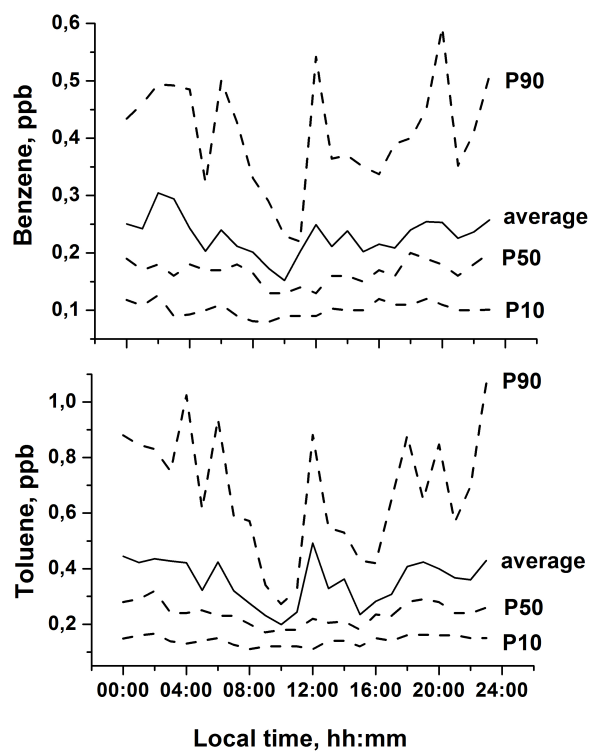 Benzene, ppb
0,6
0,5
0,4
0,3
0,2
0,1
P90
average
P50
P10
Toluene, ppb
1,0
0,8
0,6
0,4
0,2
P90
average
P50
P10
00:00 04:00 08:00 12:00 16:00 20:00 24:00
Local time, hh:mm